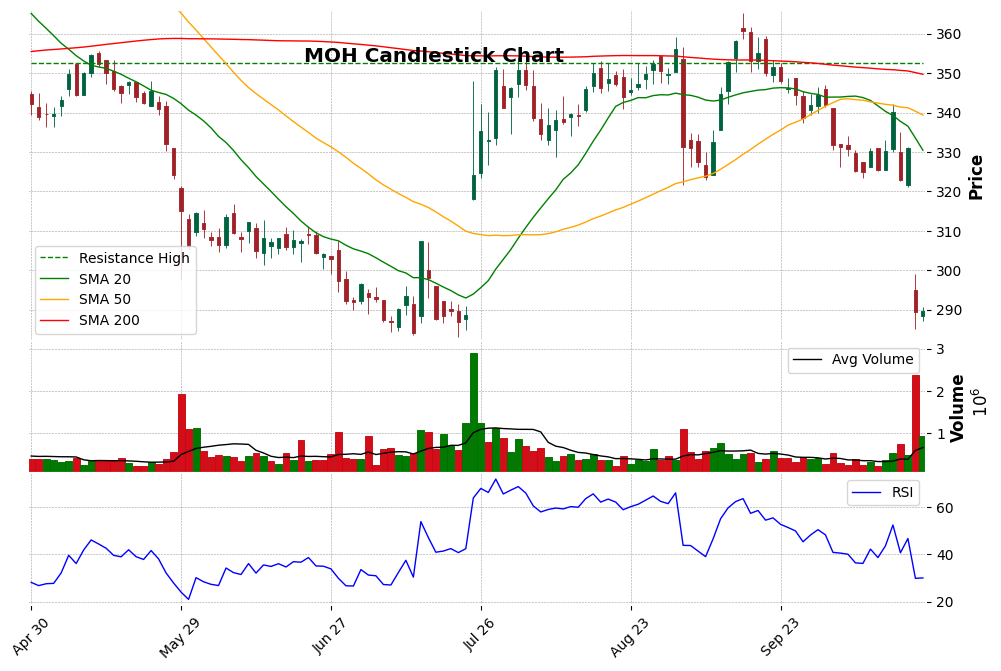 MOH Candlestick Chart
360
350
340
330
320
310
300
290
Price
Resistance High
SMA 20
SMA 50
SMA 200
3
2
1
Volume
10⁶
Avg Volume
60
40
20
RSI
Apr 30
May 29
Jun 27
Jul 26
Aug 23
Sep 23